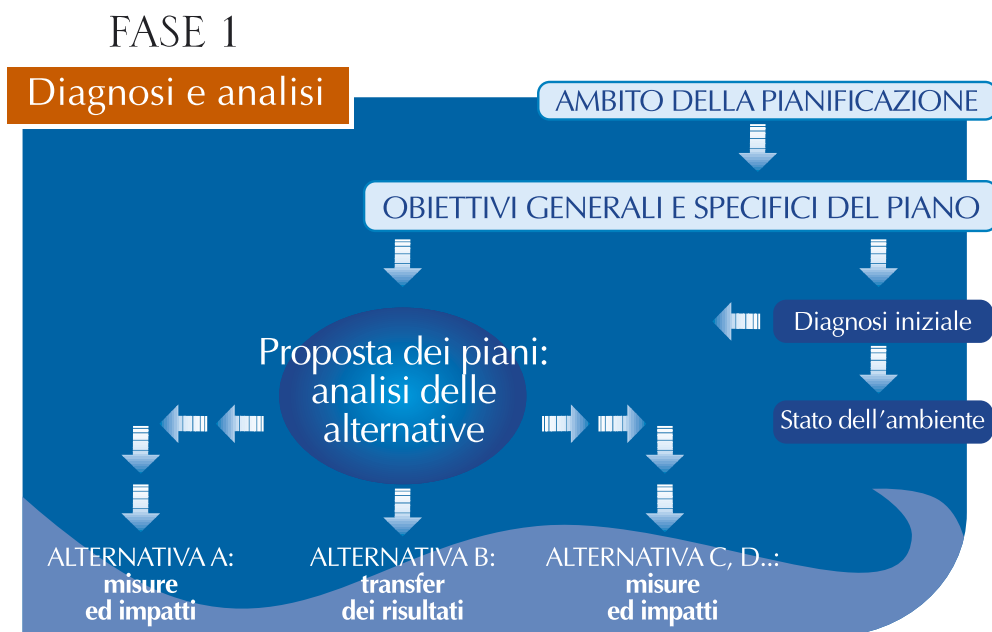 FASE 1
Diagnosi e analisi
AMBITO DELLA PIANIFICAZIONE
OBIETTIVI GENERALI E SPECIFICI DEL PIANO
Diagnosi iniziale
Proposta dei piani:
analisi delle
alternative
Stato dell'ambiente
ALTERNATIVA A:
misure
ed impatti
ALTERNATIVA B:
transfer
dei risultati
ALTERNATIVA C, D..:
misure
ed impatti